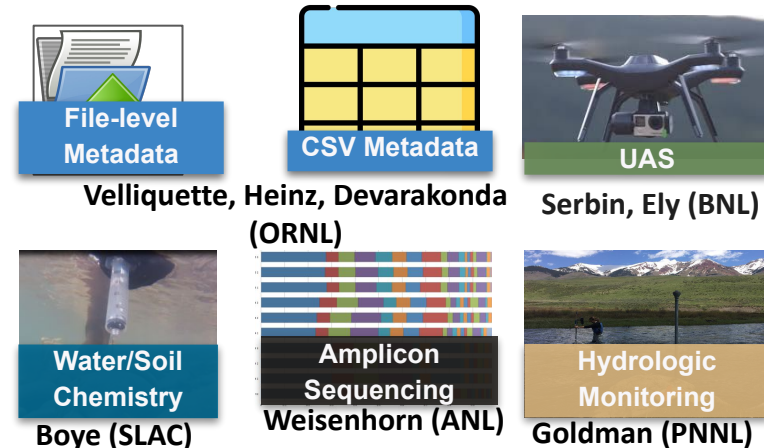 File-level
Metadata
CSV Metadata
UAS
Velliquette, Heinz, Devarakonda
(ORNL)
Serbin, Ely (BNL)
Water/Soil
Chemistry
Amplicon
Sequencing
Hydrologic
Monitoring
Boye (SLAC)
Weisenhorn (ANL)
Goldman (PNNL)